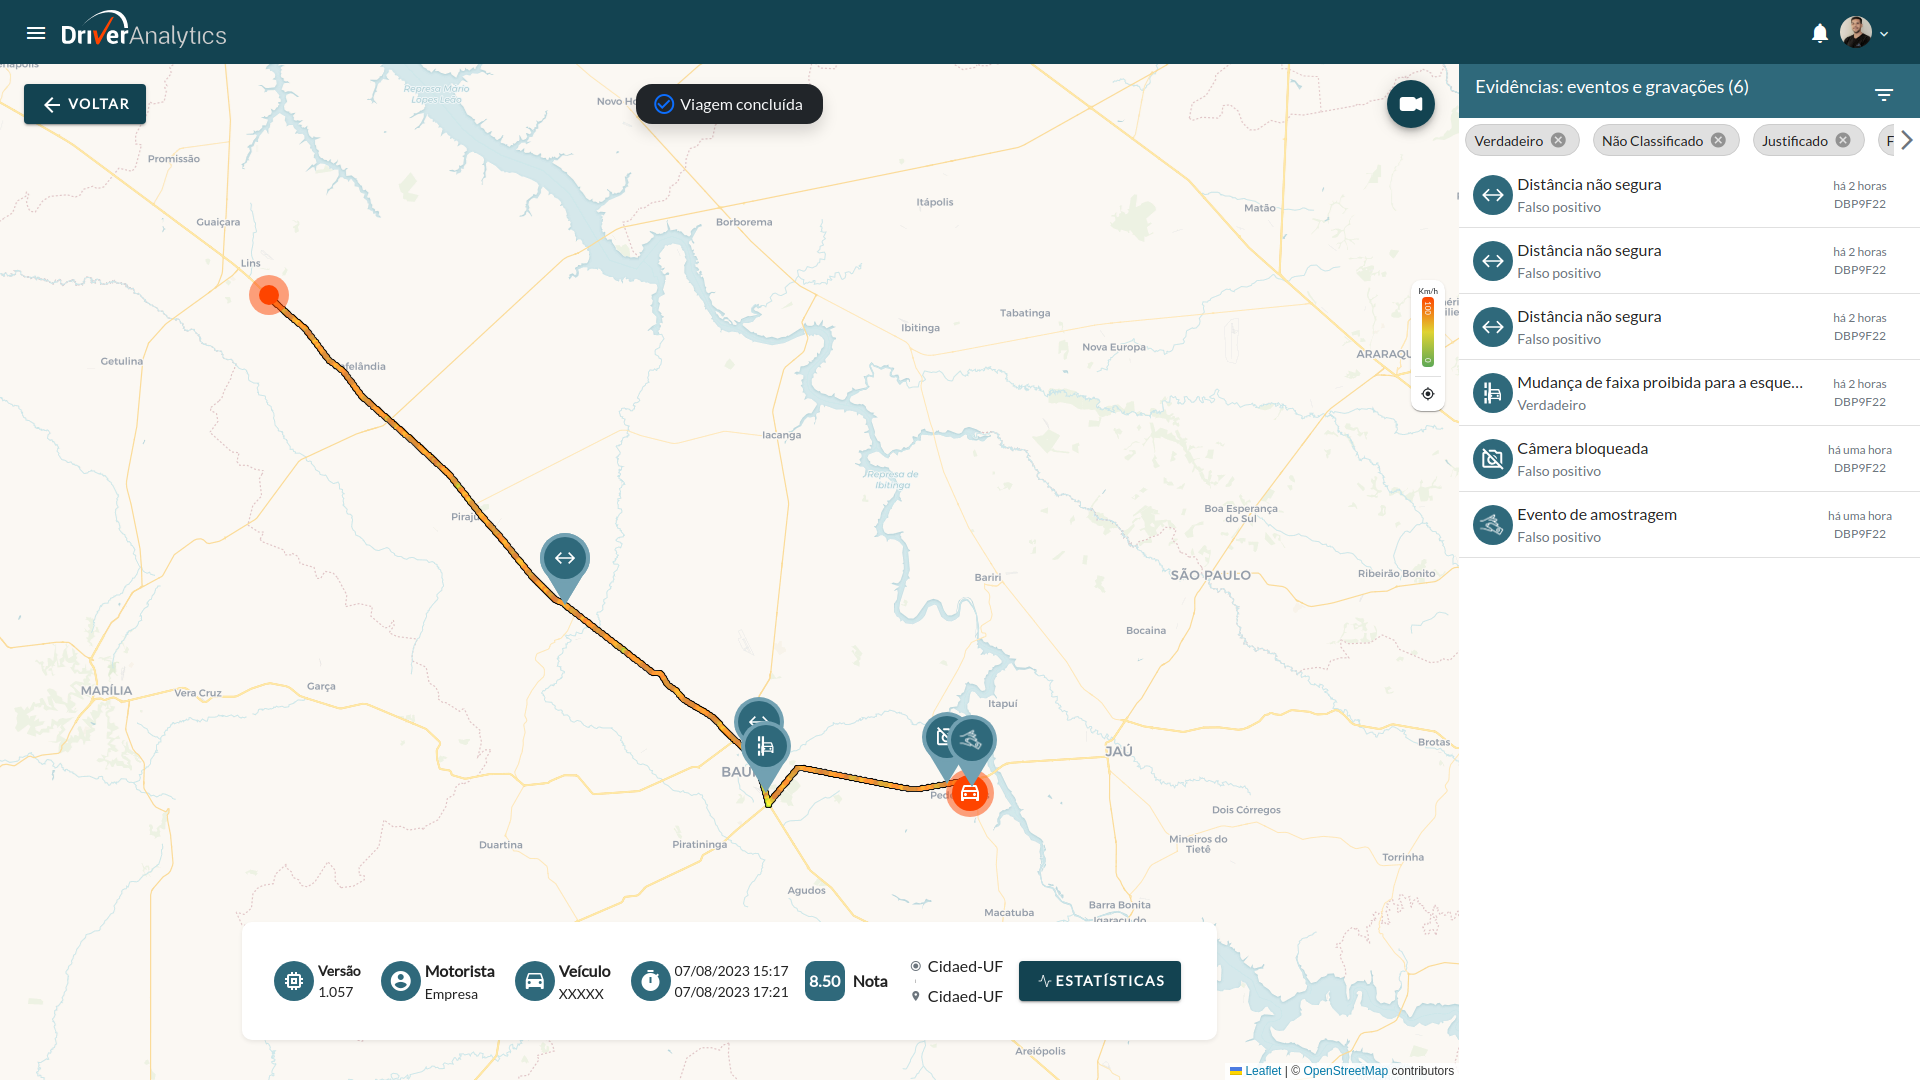 DriverAnalytics
VOLTAR
Viagem concluída
Represa Mario
Lopes Leão
Promissão
Guaiçara
Borborema
Itápolis
Matão
Lins
Ibitinga
Tabatinga
Nova Europa
Getulina
Iacanga
Represa de
Ibitinga
Boa Esperança
do Sul
Bariri
SÃO PAULO
Ribeirão Bonito
Bocaina
MARÍLIA
Vera Cruz
Garça
Itapuí
JAÚ
Brotas
Dois Córregos
Mineiros do
Tietê
Torrinha
Duartina
Piratininga
Agudos
Macatuba
Barra Bonita
Areiópolis
Km/h
100
0
Versão
1.057
Motorista
Empresa
Veículo
XXXXX
07/08/2023 15:17
07/08/2023 17:21
8.50 Nota
Cidaed-UF
Cidaed-UF
ESTATÍSTICAS
Leaflet | © OpenStreetMap contributors
Evidências: eventos e gravações (6)
Verdadeiro Não Classificado Justificado F
Distância não segura há 2 horas
Falso positivo DBP9F22
Distância não segura há 2 horas
Falso positivo DBP9F22
Distância não segura há 2 horas
Falso positivo DBP9F22
Mudança de faixa proibida para a esque... há 2 horas
Verdadeiro DBP9F22
Câmera bloqueada há uma hora
Falso positivo DBP9F22
Evento de amostragem há uma hora
Falso positivo DBP9F22